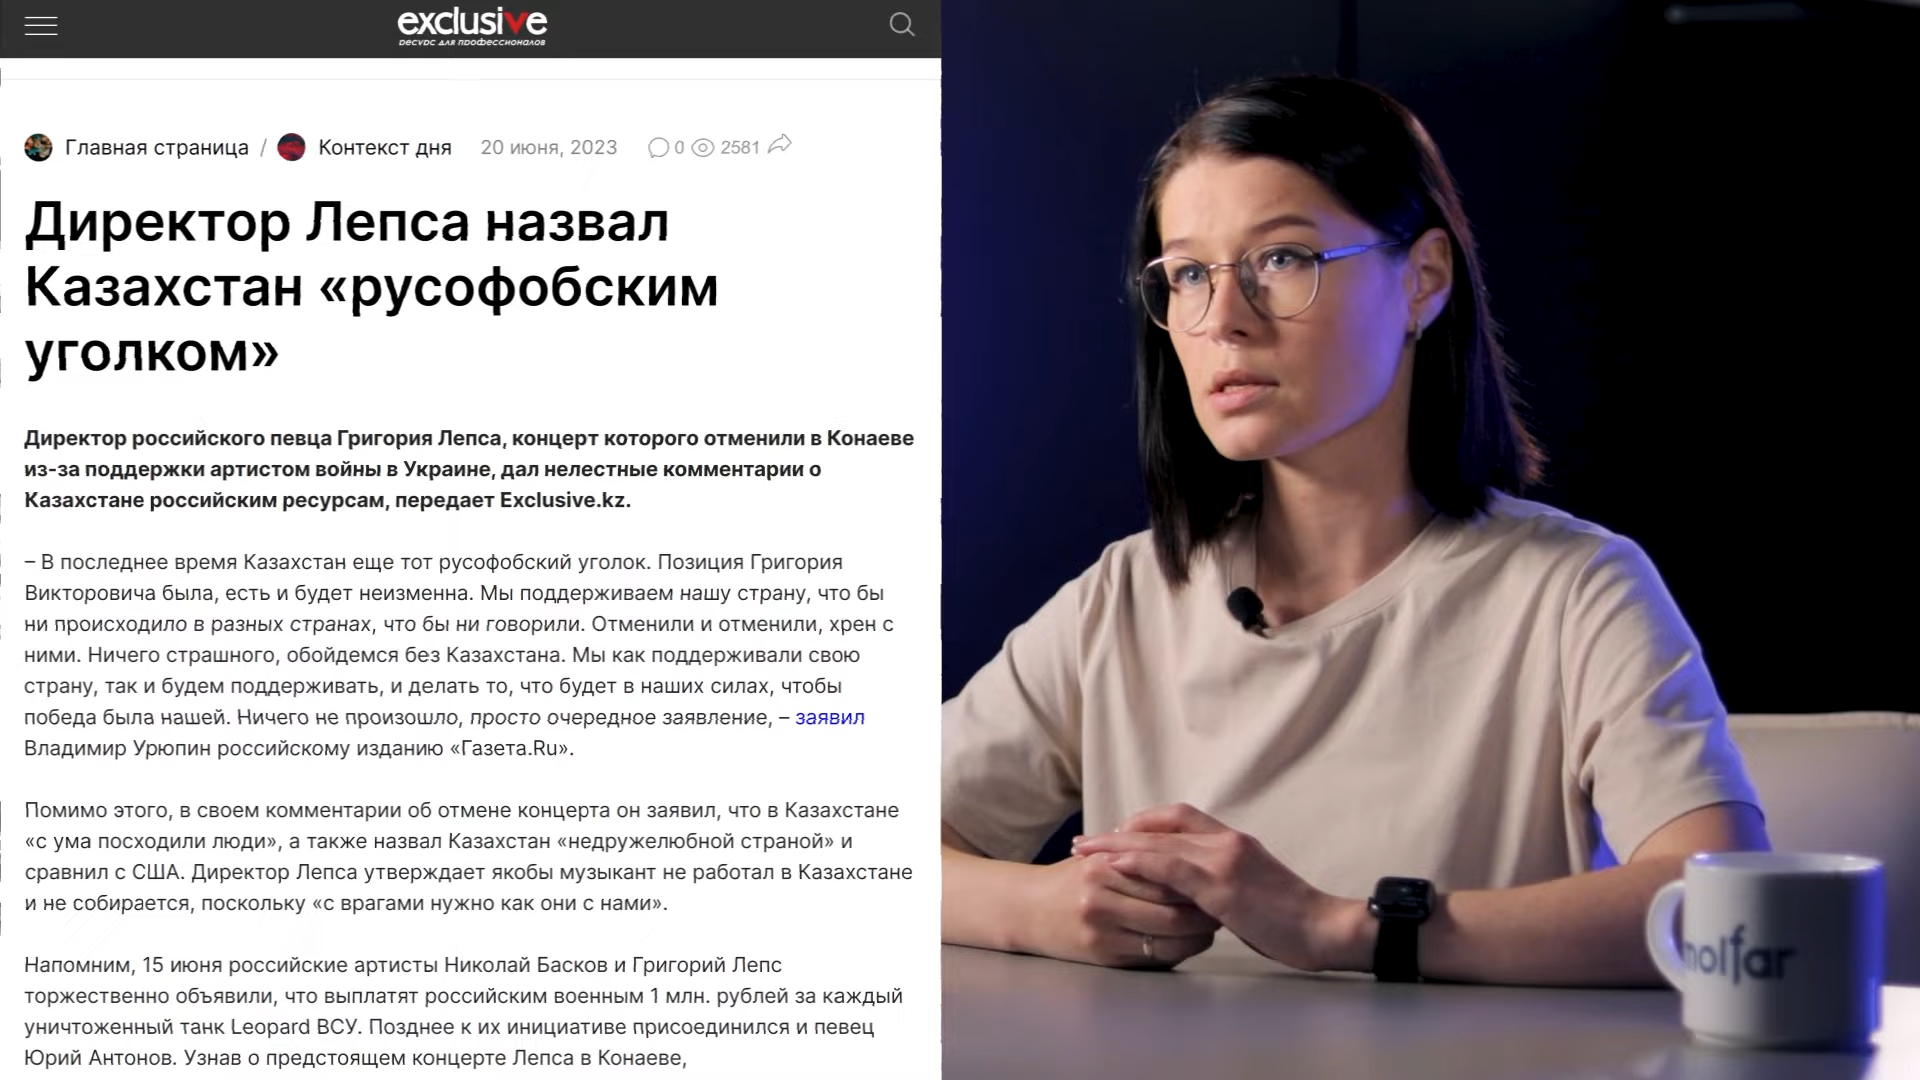 exclusive
ресурс для профессионалов
Главная страница / Контекст дня 20 июня, 2023 0 2581
Директор Лепса назвал
Казахстан «русофобским
уголком»
Директор российского певца Григория Лепса, концерт которого отменили в Конаеве
из-за поддержки артистом войны в Украине, дал нелестные комментарии о
Казахстане российским ресурсам, передает Exclusive.kz.
– В последнее время Казахстан еще тот русофобский уголок. Позиция Григория
Викторовича была, есть и будет неизменна. Мы поддерживаем нашу страну, что бы
ни происходило в разных странах, что бы ни говорили. Отменили и отменили, хрен с
ними. Ничего страшного, обойдемся без Казахстана. Мы как поддерживали свою
страну, так и будем поддерживать, и делать то, что будет в наших силах, чтобы
победа была нашей. Ничего не произошло, просто очередное заявление, – заявил
Владимир Урюпин российскому изданию «Газета.Ru».
Помимо этого, в своем комментарии об отмене концерта он заявил, что в Казахстане
«с ума посходили люди», а также назвал Казахстан «недружелюбной страной» и
сравнил с США. Директор Лепса утверждает якобы музыкант не работал в Казахстане
и не собирается, поскольку «с врагами нужно как они с нами».
Напомним, 15 июня российские артисты Николай Басков и Григорий Лепс
торжественно объявили, что выплатят российским военным 1 млн. рублей за каждый
уничтоженный танк Leopard ВСУ. Позднее к их инициативе присоединился и певец
Юрий Антонов. Узнав о предстоящем концерте Лепса в Конаеве,
molfar